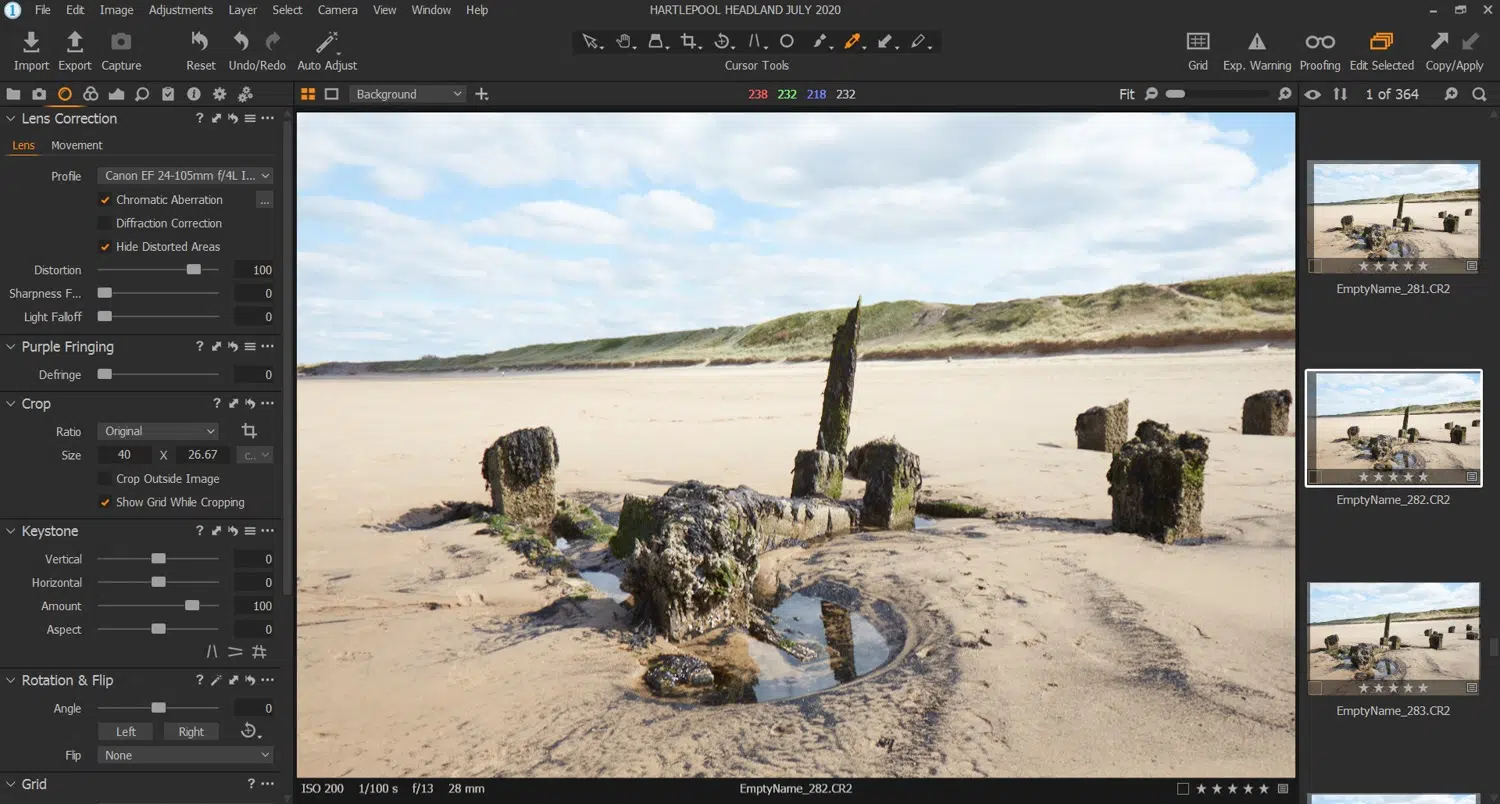 1 File Edit Image Adjustments Layer Select Camera View Window Help HARTLEPOOL HEADLAND JULY 2020
Import Export Capture Reset Undo/Redo Auto Adjust Cursor Tools Grid Exp. Warning Proofing Edit Selected Copy/Apply
Background 238 232 218 232 Fit 1 of 364
Lens Correction ? ...
Lens Movement
Profile Canon EF 24-105mm f/4L I...
Chromatic Aberration ...
Diffraction Correction
Hide Distorted Areas
Distortion 100
Sharpness F... 0
Light Falloff 0
Purple Fringing ? ...
Defringe 0
Crop ? ...
Ratio Original
Size 40 X 26.67 c..
Crop Outside Image
Show Grid While Cropping
Keystone ? ...
Vertical 0
Horizontal 0
Amount 100
Aspect 0
Rotation & Flip ? ...
Angle 0
Left Right
Flip None
Grid ? ...
ISO 200 1/100 s f/13 28 mm EmptyName_282.CR2
EmptyName_281.CR2
EmptyName_282.CR2
EmptyName_283.CR2